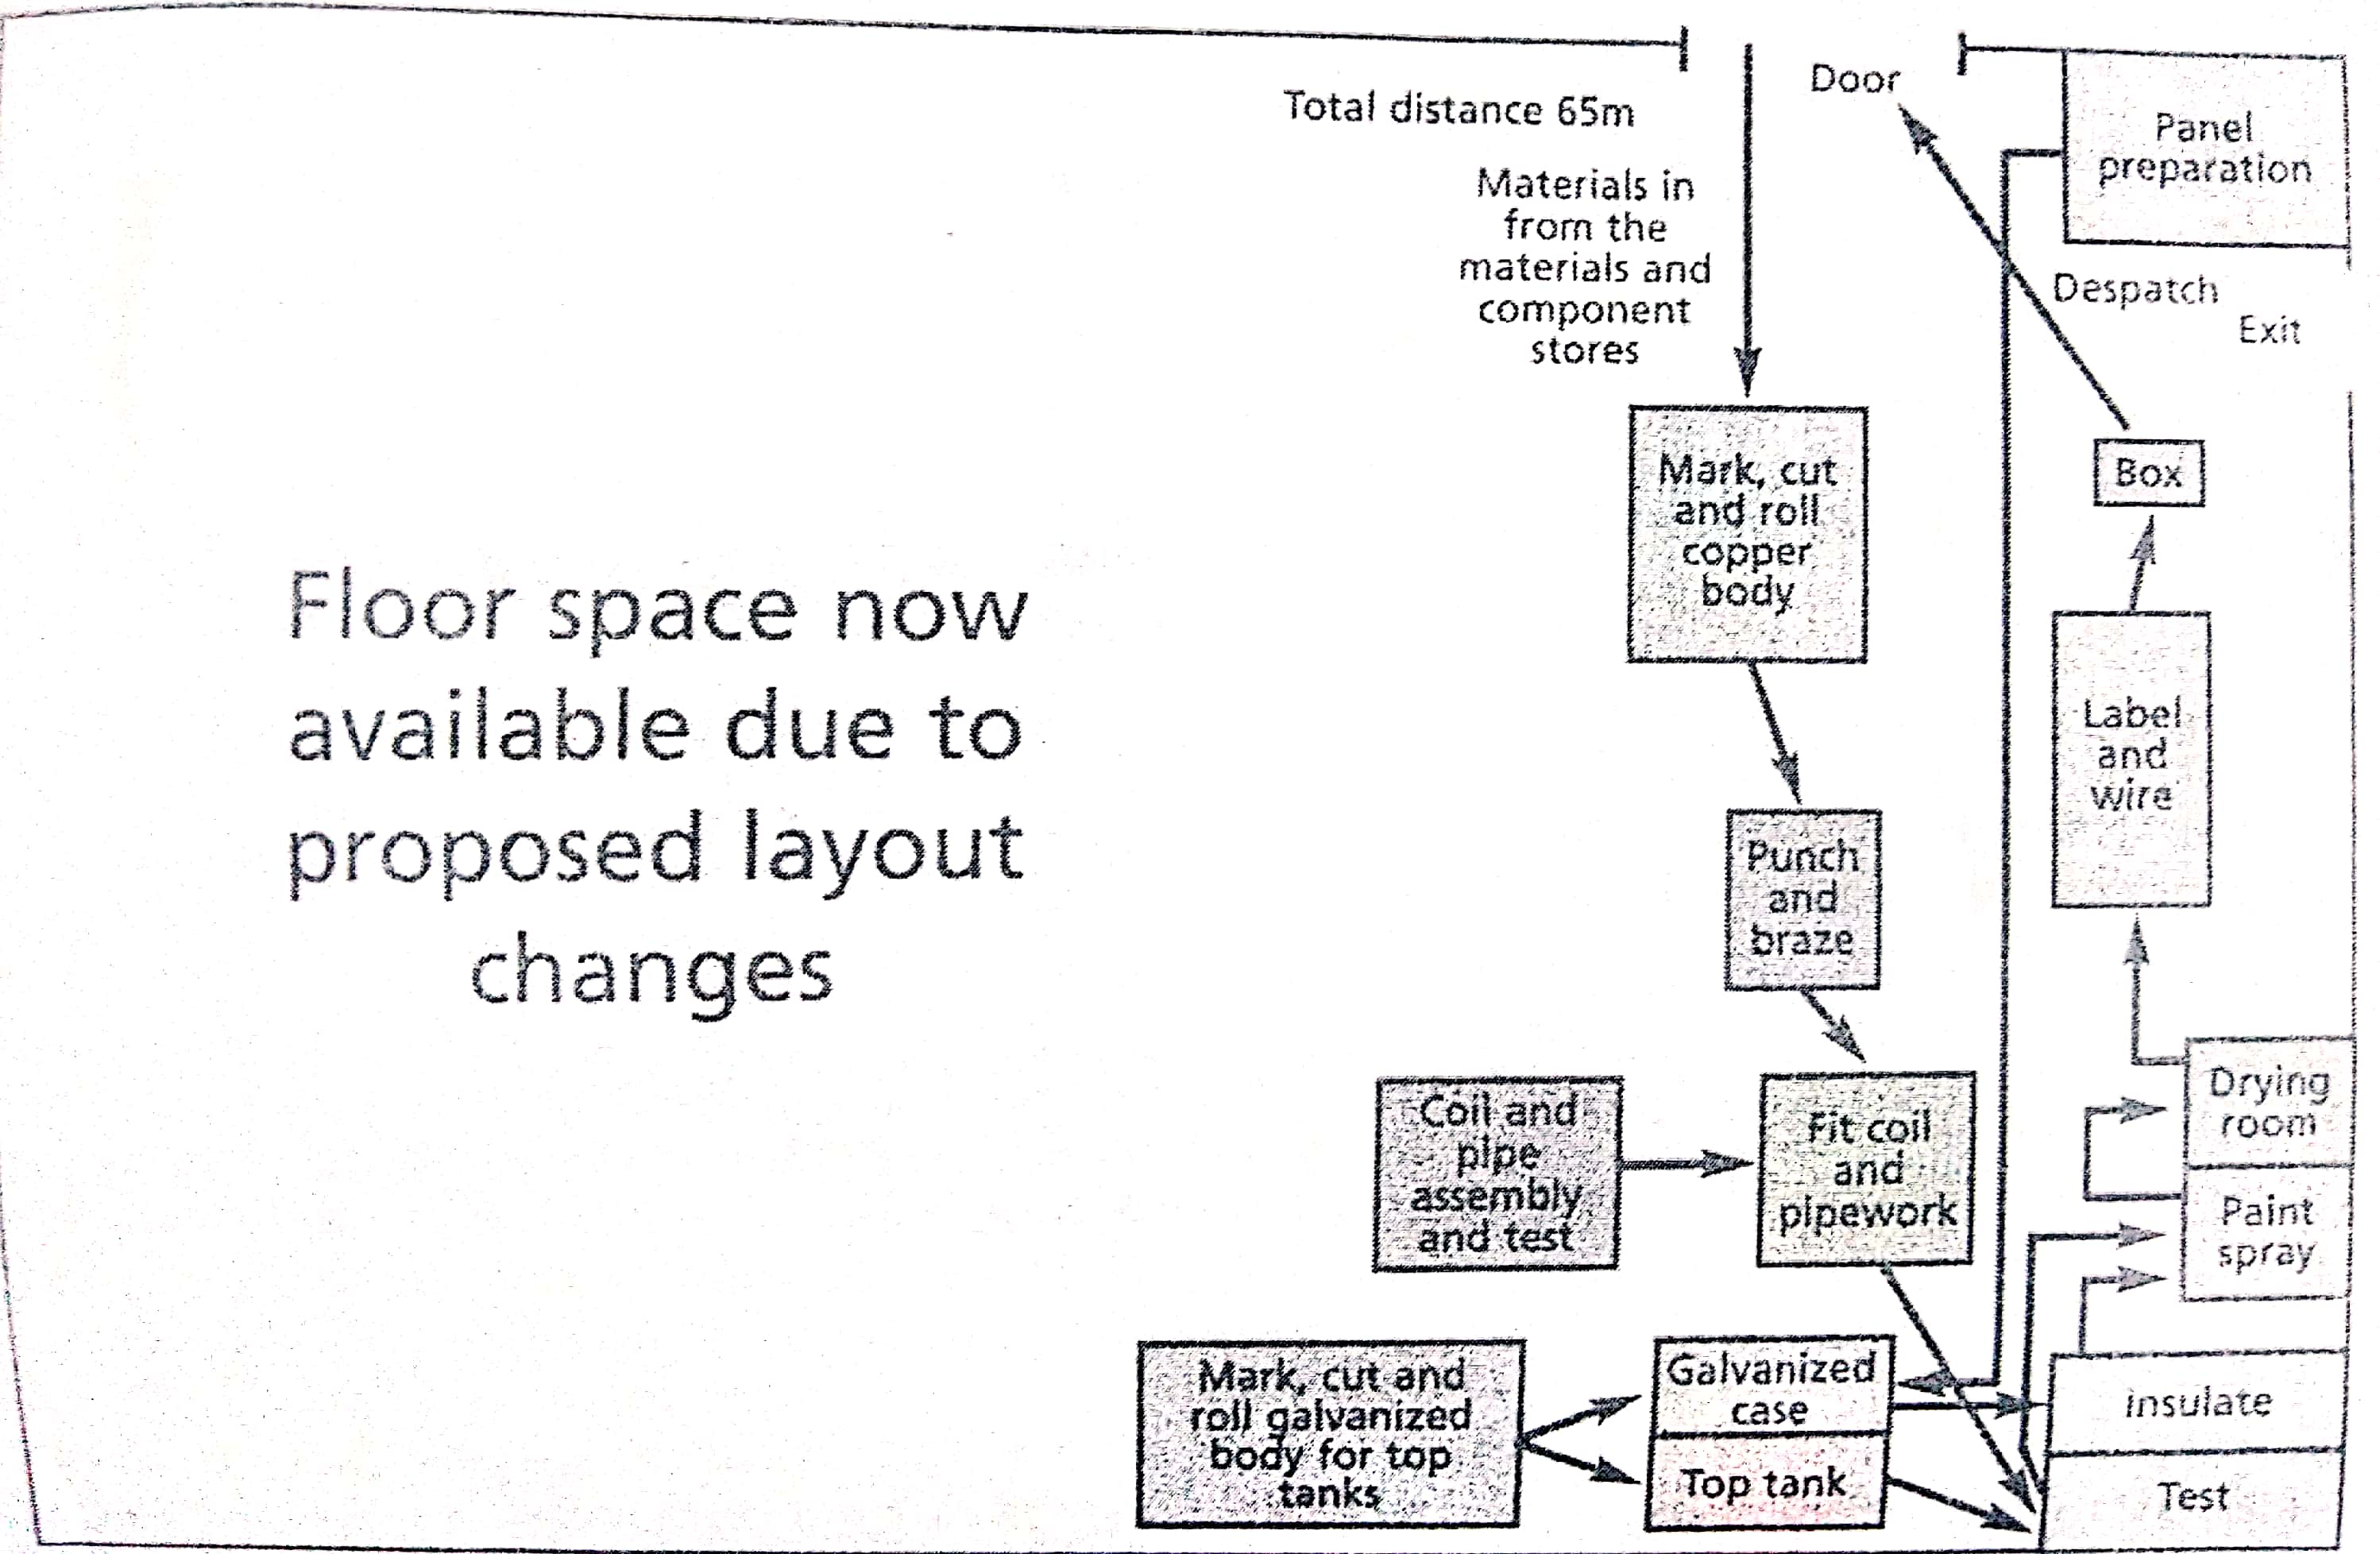 Total distance 65m
Door
Panel
preparation
Materials in
from the
materials and
component
stores
Despatch
Exit
Mark, cut
and roll
copper
body
Box
Floor space now
available due to
proposed layout
changes
Label
and
wire
Punch
and
braze
Coil and
pipe
assembly
and test
Fit coil
and
pipework
Drying
room
Paint
spray
Mark, cut and
roll galvanized
body for top
tanks
Galvanized
case
Top tank
insulate
Test